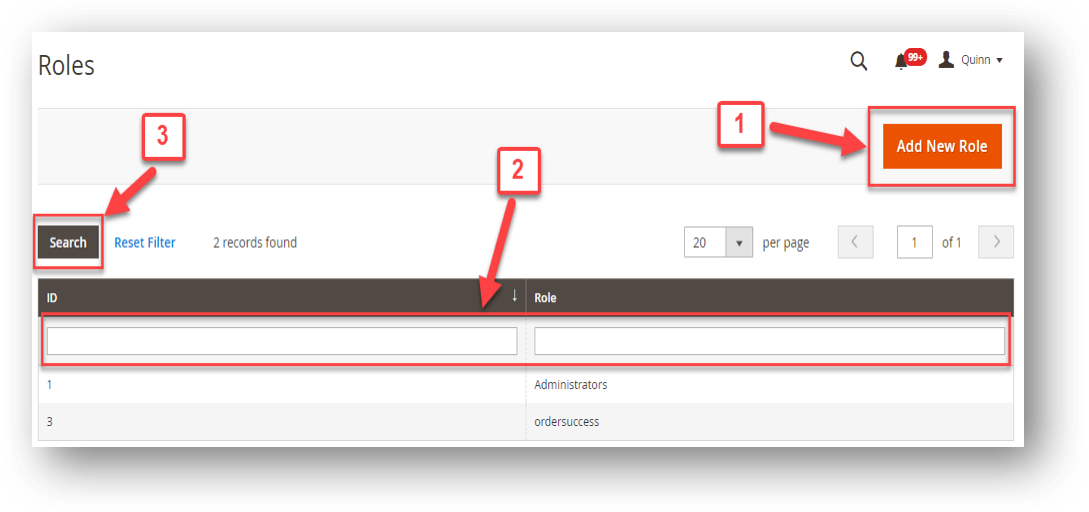 Roles
99+
Quinn
1
Add New Role
3
2
Search Reset Filter 2 records found 20 per page 1 of 1
ID ↓ Role
1 Administrators
3 ordersuccess